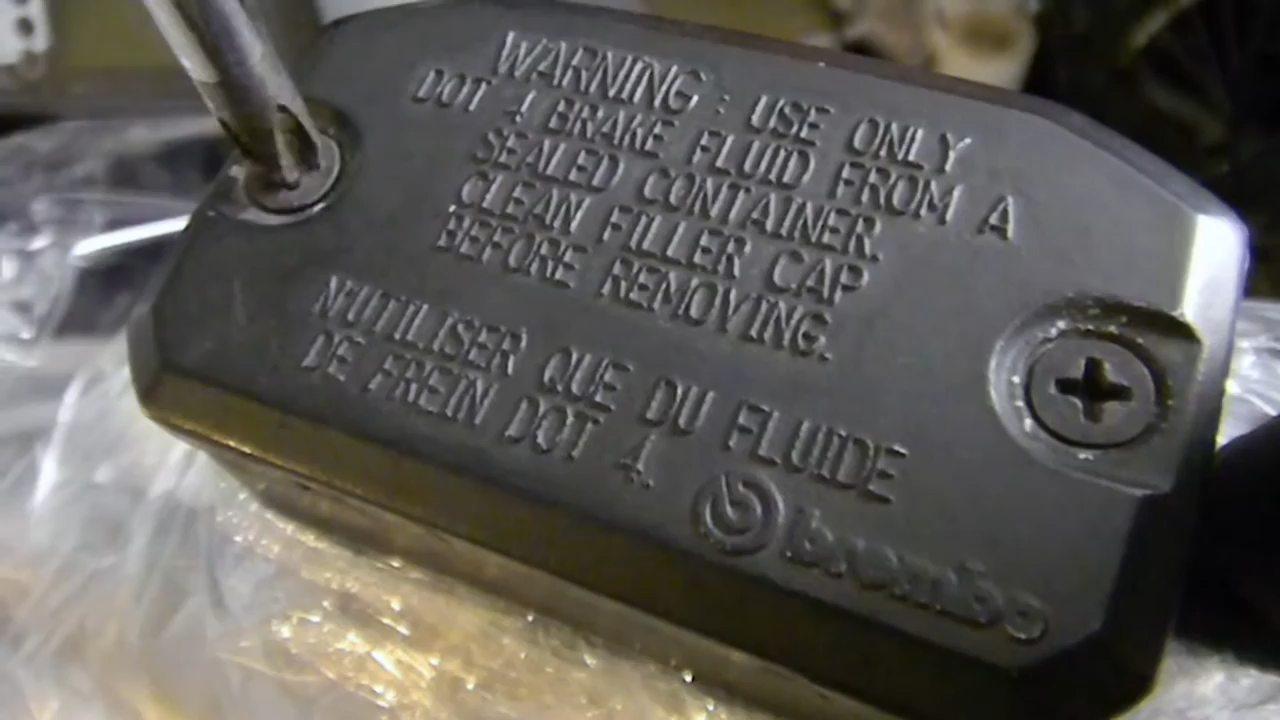 WARNING : USE ONLY
DOT 4 BRAKE FLUID FROM A
SEALED CONTAINER.
CLEAN FILLER CAP
BEFORE REMOVING.
N'UTILISER QUE DU FLUIDE
DE FREIN DOT 4.
brembo